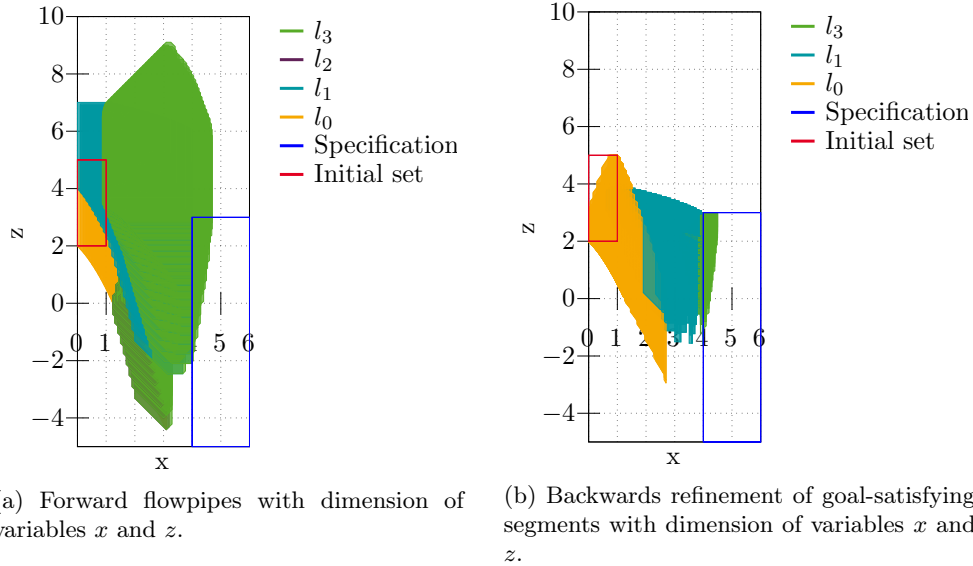 10
8
6
4
2
0
−2
−4
0 1 4 5 6
z
x
l3
l2
l1
l0
Specification
Initial set
10
8
6
4
2
0
−2
−4
0 1 2 3 4 5 6
z
x
l3
l1
l0
Specification
Initial set
a) Forward flowpipes with dimension of
variables x and z.
(b) Backwards refinement of goal-satisfying
segments with dimension of variables x and
z.